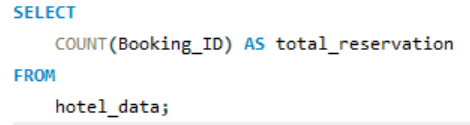 SELECT
COUNT(Booking_ID) AS total_reservation
FROM
hotel_data;